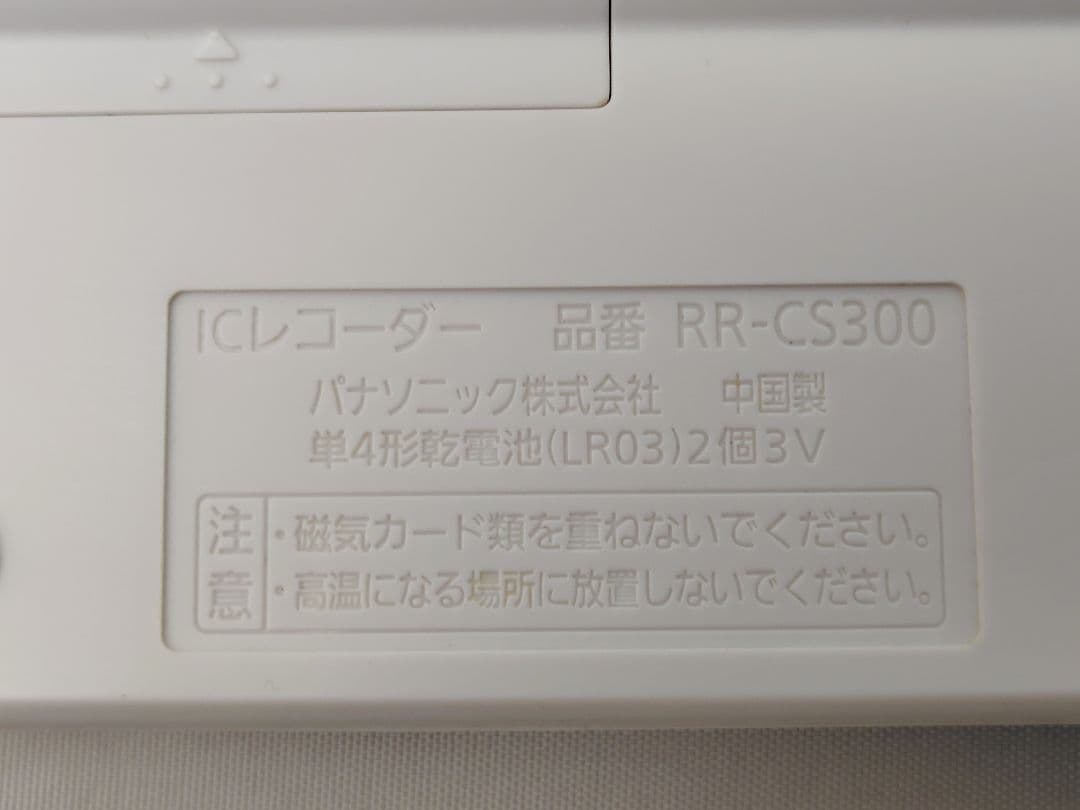 ICレコーダー 品番 RR-CS300
パナソニック株式会社 中国製
単4形乾電池(LR03)2個3V
注意
・磁気カード類を重ねないでください。
・高温になる場所に放置しないでください。